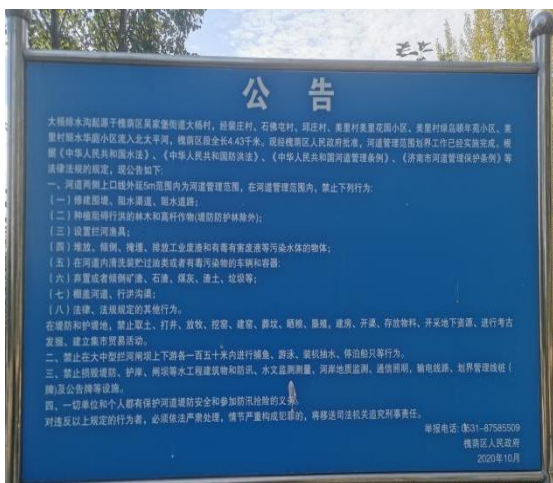 公 告
大杨排水沟起源于槐荫区吴家堡街道大杨村，经裴庄村、石佛屯村、邱庄村、美里村美里花园小区、美里村绿岛颐年苑小区、美
里村丽水华庭小区流入北太平河，槐荫区段全长4.43千米。现经槐荫区人民政府批准，河道管理范围划界工作已经实施完成，根
据《中华人民共和国水法》、《中华人民共和国防洪法》、《中华人民共和国河道管理条例》、《济南市河道管理保护条例》等
法律法规的规定，现公告如下:
一、河道两侧上口线外延5m范围内为河道管理范围，在河道管理范围内，禁止下列行为:
(一)修建围堤、阻水渠道、阻水道路；
(二)种植阻碍行洪的林木和高杆作物(堤防防护林除外)；
(三)设置拦河渔具；
(四)堆放、倾倒、掩埋、排放工业废渣和有毒有害废液等污染水体的物体；
(五)在河道内清洗装贮过油类或者有毒污染物的车辆和容器；
(六)弃置或者倾倒矿渣、石渣、煤灰、渣土、垃圾等；
(七)棚盖河道、行洪沟渠；
(八)法律、法规规定的其他行为。
在堤防和护堤地，禁止取土、打井、放牧、挖窖、建窑、葬坟、晒粮、隐殖、建房、开渠、存放物料、开采地下资源、进行考古
发掘、建立集市贸易活动。
二、禁止在大中型拦河闸坝上下游各一百五十米内进行捕鱼、游泳、装机抽水、停泊船只等行为。
三、禁止损毁堤防、护岸、闸坝等水工程建筑物和防汛、水文监测测量、河岸地质监测、通信照明，输电线路、划界管理线桩（
牌)及公告牌等设施。
四、一切单位和个人都有保护河道堤防安全和参加防汛抢险的义务。
对违反以上规定的行为者，必须依法严肃处理，情节严重构成犯罪的，将移送司法机关追究刑事责任。
举报电话: 0531-87585509
槐荫区人民政府
2020年10月